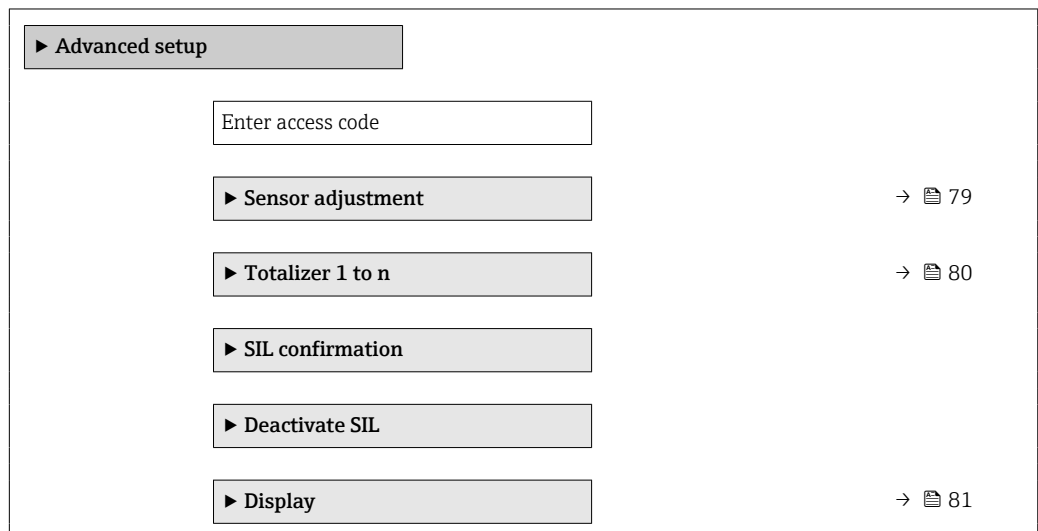 ▶ Advanced setup
Enter access code
▶ Sensor adjustment → 79
▶ Totalizer 1 to n → 80
▶ SIL confirmation
▶ Deactivate SIL
▶ Display → 81